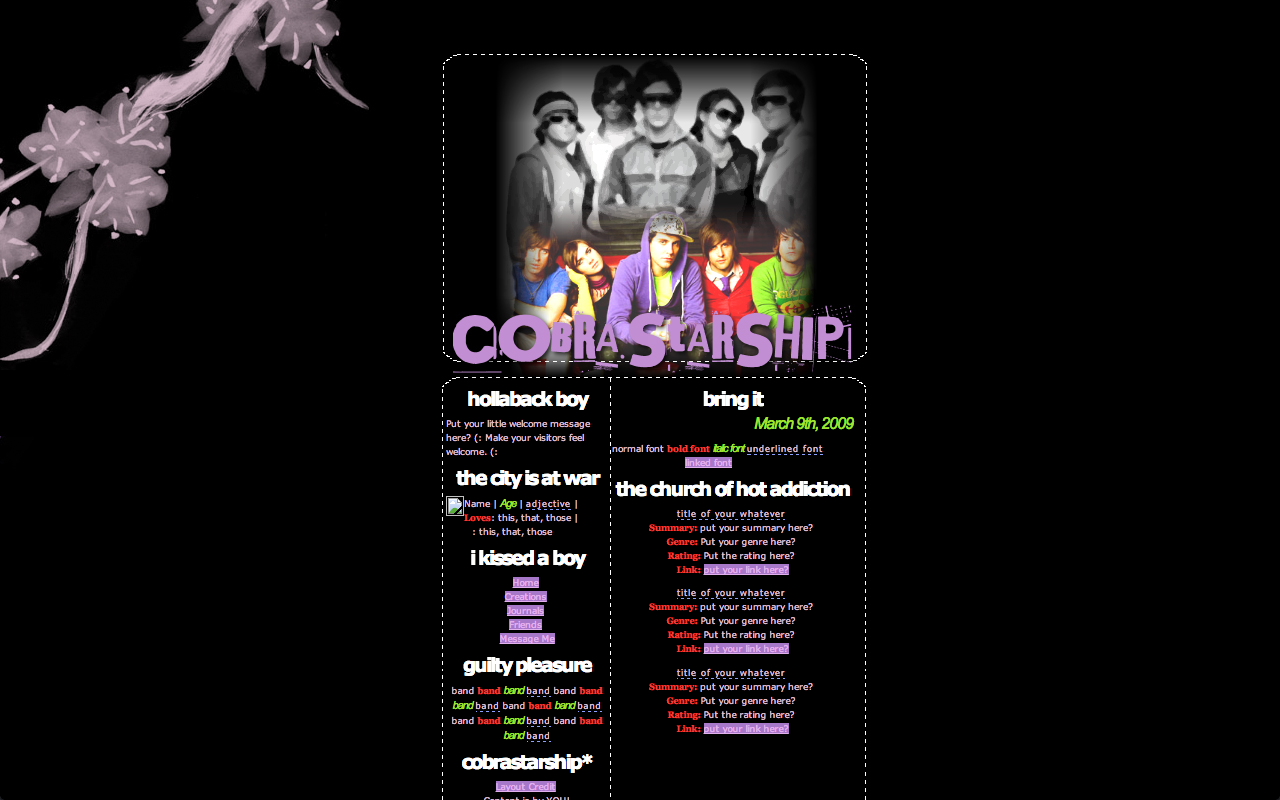 COBRA STARSHIP
hollaback boy
Put your little welcome message
here? (: Make your visitors feel
welcome. (:
the city is at war
Name | Age | adjective |
Loves: this, that, those |
: this, that, those
i kissed a boy
Home
Creations
Journals
Friends
Message Me
guilty pleasure
band band band band band band
band band band band band band
band band band band band band
band band
cobrastarship*
Layout Credit
Content is by YOU!
bring it
March 9th, 2009
normal font bold font italic font underlined font
linked font
the church of hot addiction
title of your whatever
Summary: put your summary here?
Genre: Put your genre here?
Rating: Put the rating here?
Link: put your link here?
title of your whatever
Summary: put your summary here?
Genre: Put your genre here?
Rating: Put the rating here?
Link: put your link here?
title of your whatever
Summary: put your summary here?
Genre: Put your genre here?
Rating: Put the rating here?
Link: put your link here?